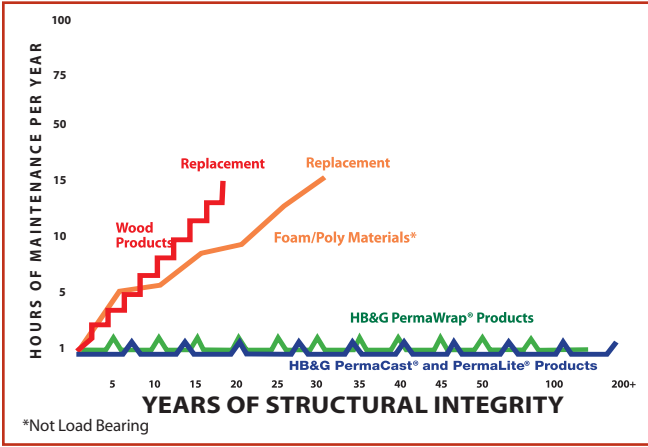 100
75
50
15
10
5
1
HOURS OF MAINTENANCE PER YEAR
Replacement
Replacement
Wood
Products
Foam/Poly Materials*
HB&G PermaWrap® Products
HB&G PermaCast® and PermaLite® Products
5 10 15 20 25 30 35 40 45 50 100 200+
YEARS OF STRUCTURAL INTEGRITY
*Not Load Bearing